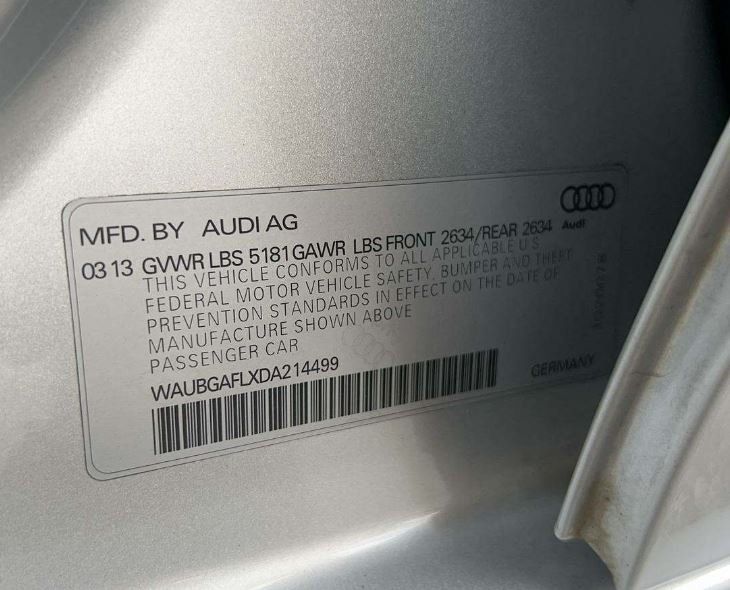 Audi
MFD. BY AUDI AG
03 13 GVWR LBS 5181 GAWR LBS FRONT 2634/REAR 2634
THIS VEHICLE CONFORMS TO ALL APPLICABLE U S
FEDERAL MOTOR VEHICLE SAFETY, BUMPER AND THEFT
PREVENTION STANDARDS IN EFFECT ON THE DATE OF
MANUFACTURE SHOWN ABOVE
PASSENGER CAR
WAUBGAFLXDA214499
GERMANY